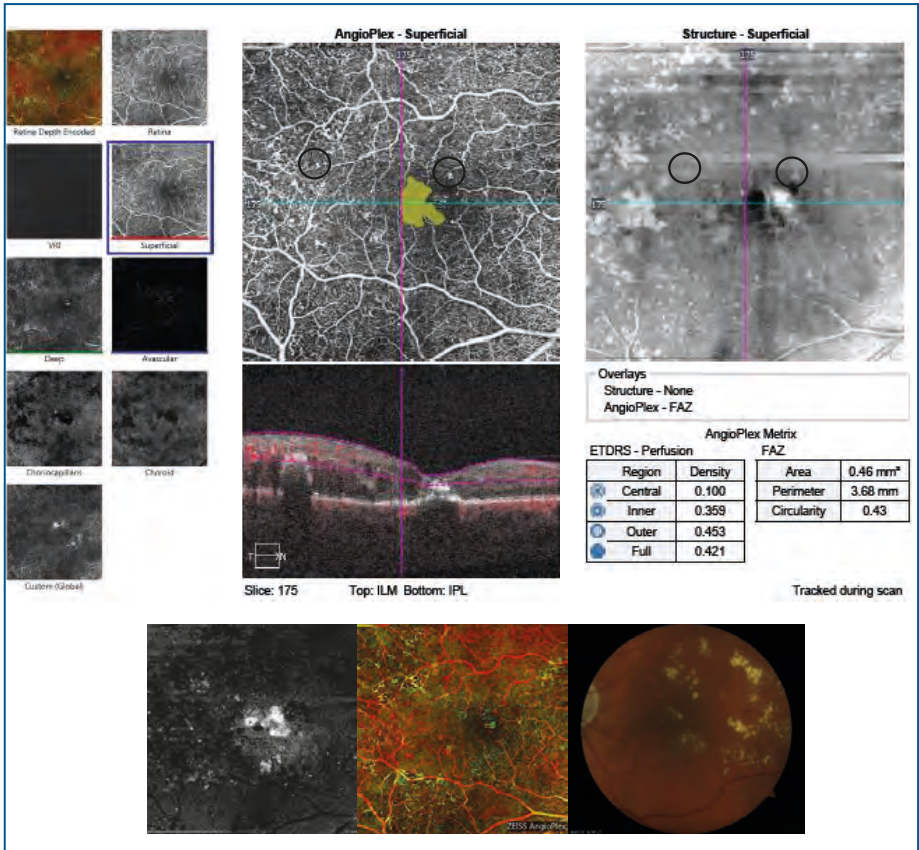 AngioPlex - Superficial
Structure - Superficial
175
175
175
175
Retina Depth Encoded
Retina
VRI
Superficial
Deep
Avascular
Choriocapillaris
Choroid
Custom (Global)
T N
Slice: 175 Top: ILM Bottom: IPL
Overlays
Structure - None
AngioPlex - FAZ
AngioPlex Metrix
ETDRS - Perfusion
Region Density
Central 0.100
Inner 0.359
Outer 0.453
Full 0.421
FAZ
Area 0.46 mm²
Perimeter 3.68 mm
Circularity 0.43
Tracked during scan
ZEISS AngioPlex